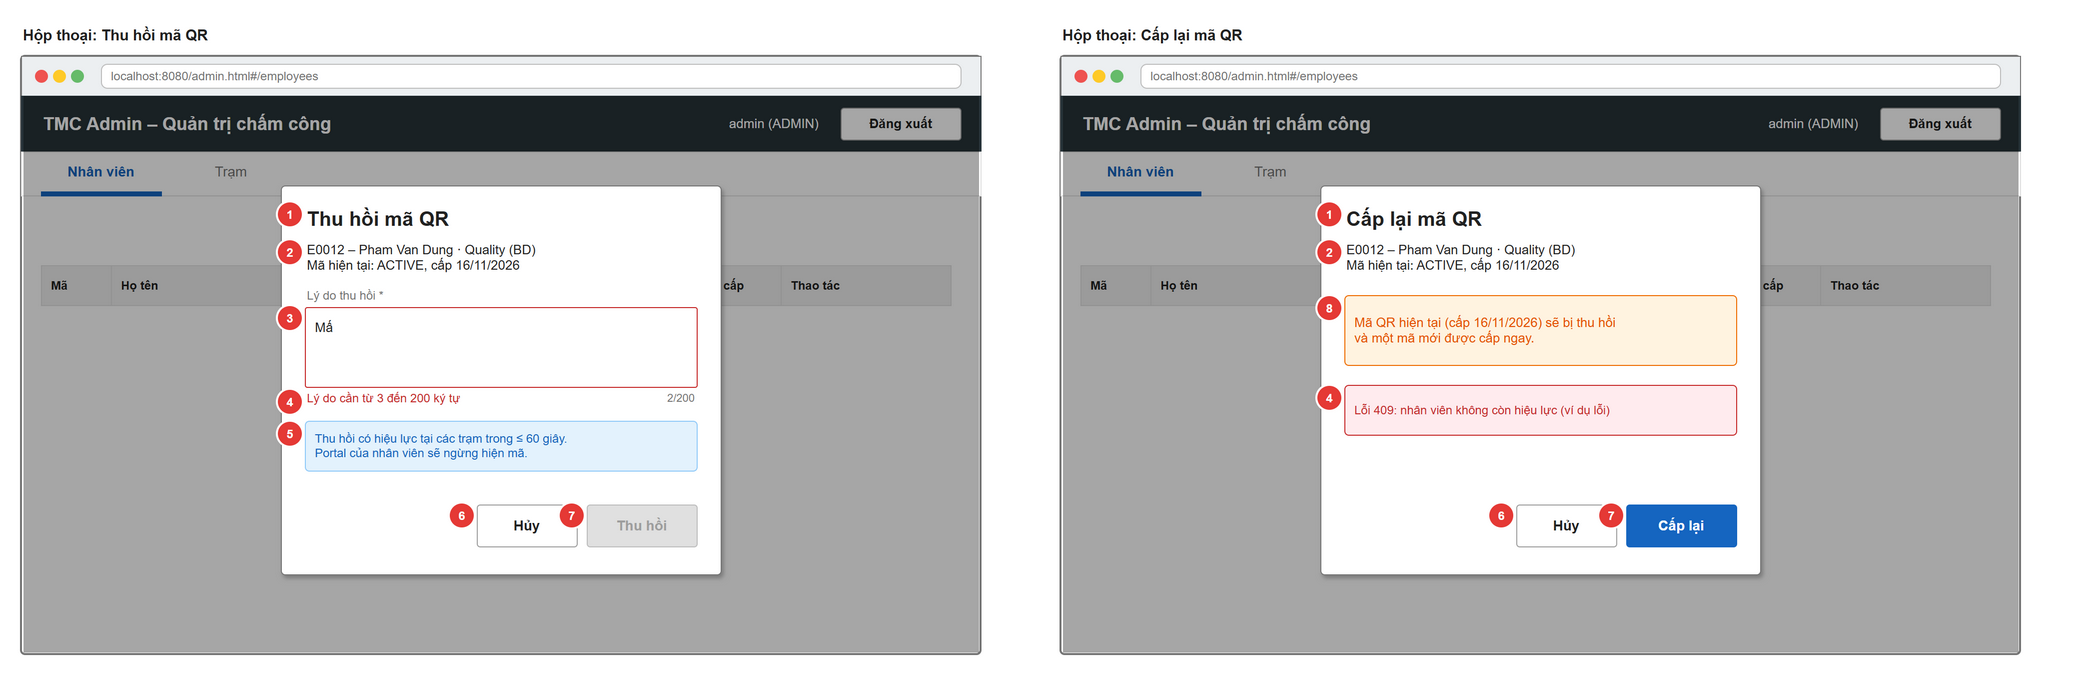 Hộp thoại: Thu hồi mã QR
localhost:8080/admin.html#/employees
TMC Admin – Quản trị chấm công
admin (ADMIN)
Đăng xuất
Nhân viên
Trạm
1
Thu hồi mã QR
2
E0012 – Pham Van Dung · Quality (BD)
Mã hiện tại: ACTIVE, cấp 16/11/2026
Mã
Họ tên
cấp
Thao tác
Lý do thu hồi *
3
Mấ
4
Lý do cần từ 3 đến 200 ký tự
2/200
5
Thu hồi có hiệu lực tại các trạm trong ≤ 60 giây.
Portal của nhân viên sẽ ngừng hiện mã.
6
Hủy
7
Thu hồi
Hộp thoại: Cấp lại mã QR
localhost:8080/admin.html#/employees
TMC Admin – Quản trị chấm công
admin (ADMIN)
Đăng xuất
Nhân viên
Trạm
1
Cấp lại mã QR
2
E0012 – Pham Van Dung · Quality (BD)
Mã hiện tại: ACTIVE, cấp 16/11/2026
Mã
Họ tên
cấp
Thao tác
8
Mã QR hiện tại (cấp 16/11/2026) sẽ bị thu hồi
và một mã mới được cấp ngay.
4
Lỗi 409: nhân viên không còn hiệu lực (ví dụ lỗi)
6
Hủy
7
Cấp lại